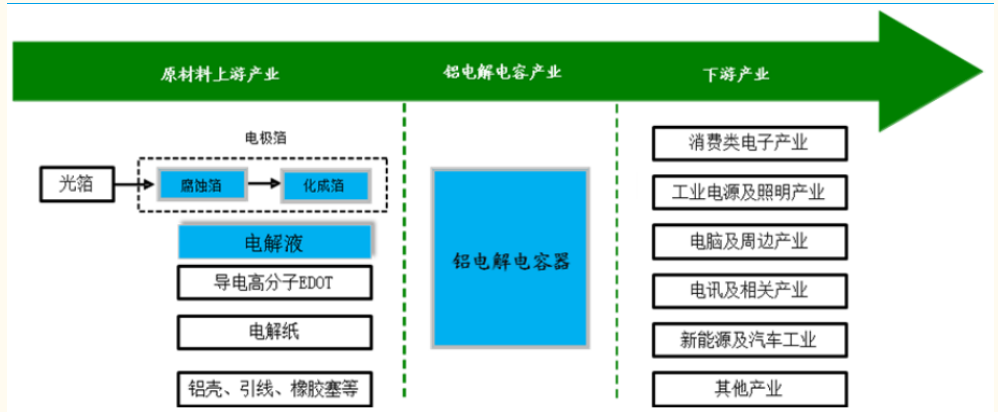 原材料上游产业
铝电解电容产业
下游产业
电极箔
光箔
腐蚀箔
化成箔
电解液
导电高分子EDOT
电解纸
铝壳、引线、橡胶塞等
铝电解电容器
消费类电子产业
工业电源及照明产业
电脑及周边产业
电讯及相关产业
新能源及汽车工业
其他产业